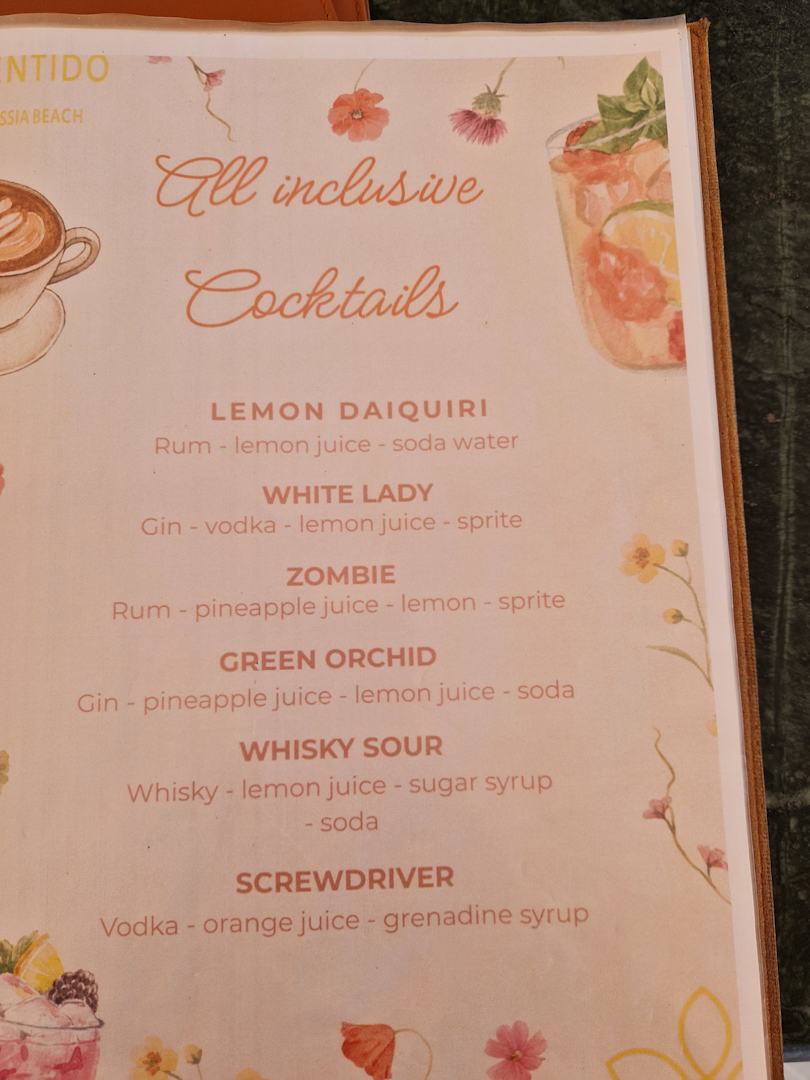 ENTIDO
SSIA BEACH
All inclusive
Cocktails
LEMON DAIQUIRI
Rum - lemon juice - soda water
WHITE LADY
Gin - vodka - lemon juice - sprite
ZOMBIE
Rum - pineapple juice - lemon - sprite
GREEN ORCHID
Gin - pineapple juice - lemon juice - soda
WHISKY SOUR
Whisky - lemon juice - sugar syrup
- soda
SCREWDRIVER
Vodka - orange juice - grenadine syrup